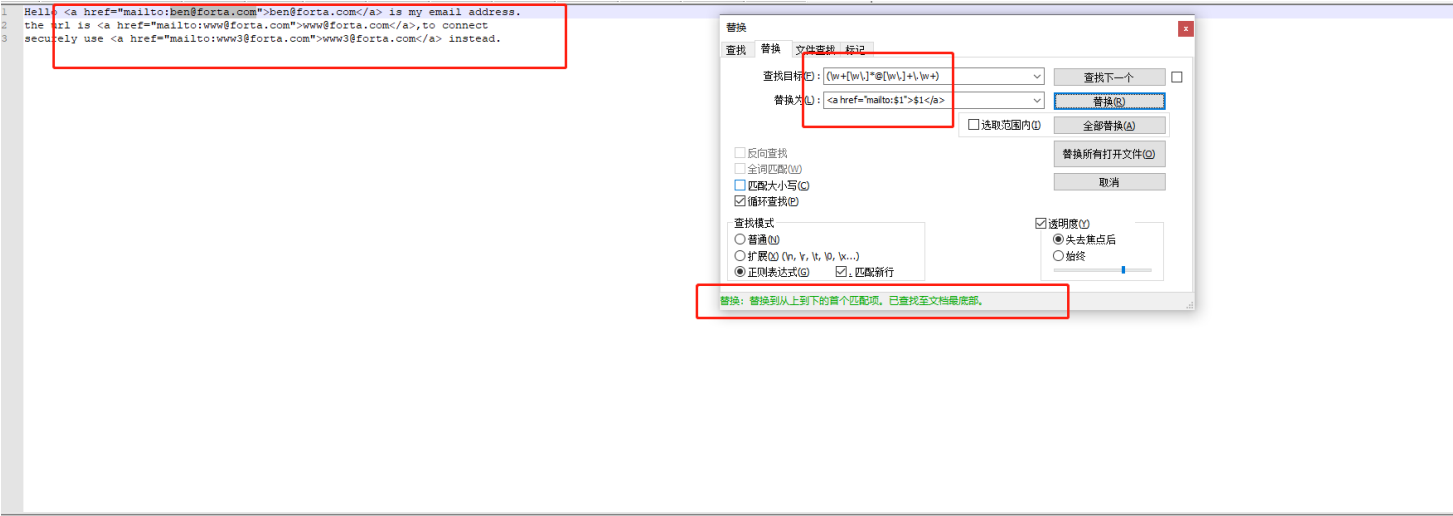 1 Hello <a href="mailto:ben@forta.com">ben@forta.com</a> is my email address.
2 the url is <a href="mailto:www@forta.com">www@forta.com</a>,to connect
3 securely use <a href="mailto:www3@forta.com">www3@forta.com</a> instead.
替换
x
查找 替换 文件查找 标记
查找目标(F)： (\w+[\w\.]*@[\w\.]+\.\w+) 查找下一个
替换为(L)： <a href="mailto:$1">$1</a> 替换(R)
选取范围内(I) 全部替换(A)
反向查找 替换所有打开文件(O)
全词匹配(W)
匹配大小写(C) 取消
循环查找(P)
查找模式 透明度(Y)
普通(N) 失去焦点后
扩展(X) (\n, \r, \t, \0, \x...) 始终
正则表达式(G) . 匹配新行
替换: 替换到从上到下的首个匹配项。已查找至文档最底部。